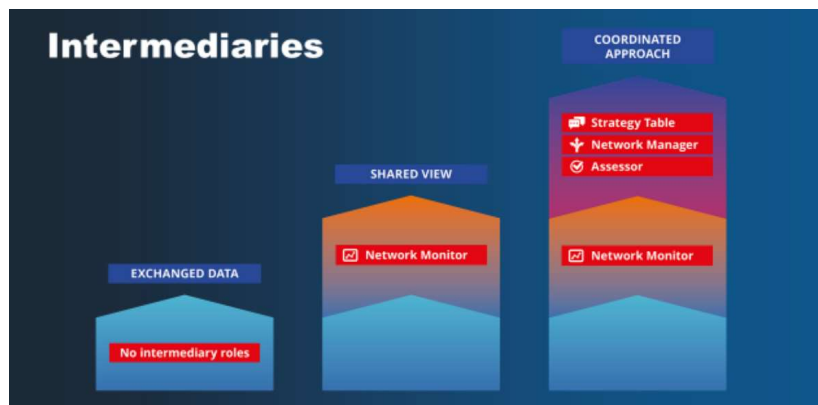 Intermediaries
EXCHANGED DATA
No intermediary roles
SHARED VIEW
Network Monitor
COORDINATED
APPROACH
Strategy Table
Network Manager
Assessor
Network Monitor